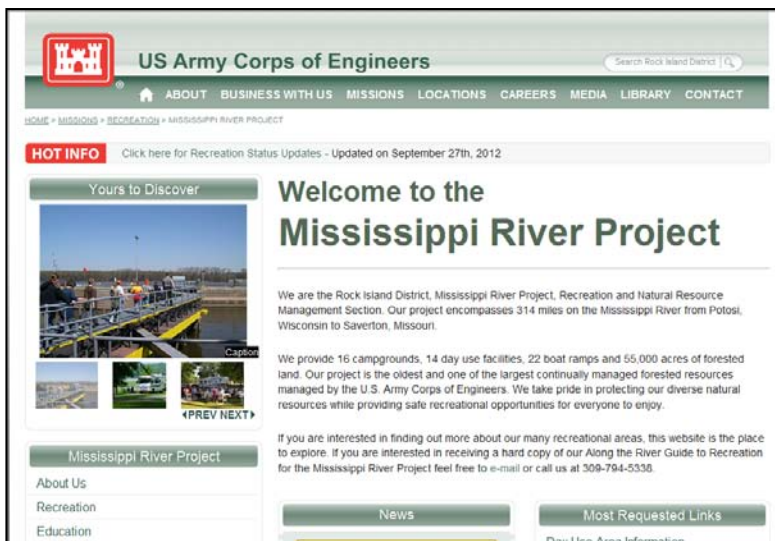 US Army Corps of Engineers
Search Rock Island District
®
ABOUT BUSINESS WITH US MISSIONS LOCATIONS CAREERS MEDIA LIBRARY CONTACT
HOME > MISSIONS > RECREATION > MISSISSIPPI RIVER PROJECT
HOT INFO Click here for Recreation Status Updates - Updated on September 27th, 2012
Yours to Discover
Caption
◄PREV NEXT►
Mississippi River Project
About Us
Recreation
Education
Welcome to the
Mississippi River Project
We are the Rock Island District, Mississippi River Project, Recreation and Natural Resource
Management Section. Our project encompasses 314 miles on the Mississippi River from Potosi,
Wisconsin to Saverton, Missouri.
We provide 16 campgrounds, 14 day use facilities, 22 boat ramps and 55,000 acres of forested
land. Our project is the oldest and one of the largest continually managed forested resources
managed by the U.S. Army Corps of Engineers. We take pride in protecting our diverse natural
resources while providing safe recreational opportunities for everyone to enjoy.
If you are interested in finding out more about our many recreational areas, this website is the place
to explore. If you are interested in receiving a hard copy of our Along the River Guide to Recreation
for the Mississippi River Project feel free to e-mail or call us at 309-794-5338.
News
Most Requested Links
Day Use Area Information